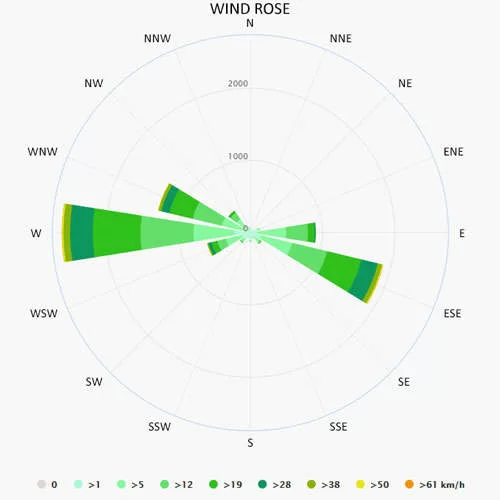 WIND ROSE
N
NNW
NNE
NW
2000
NE
WNW
1000
ENE
W
0
E
WSW
ESE
SW
SE
SSW
SSE
S
0 >1 >5 >12 >19 >28 >38 >50 >61 km/h